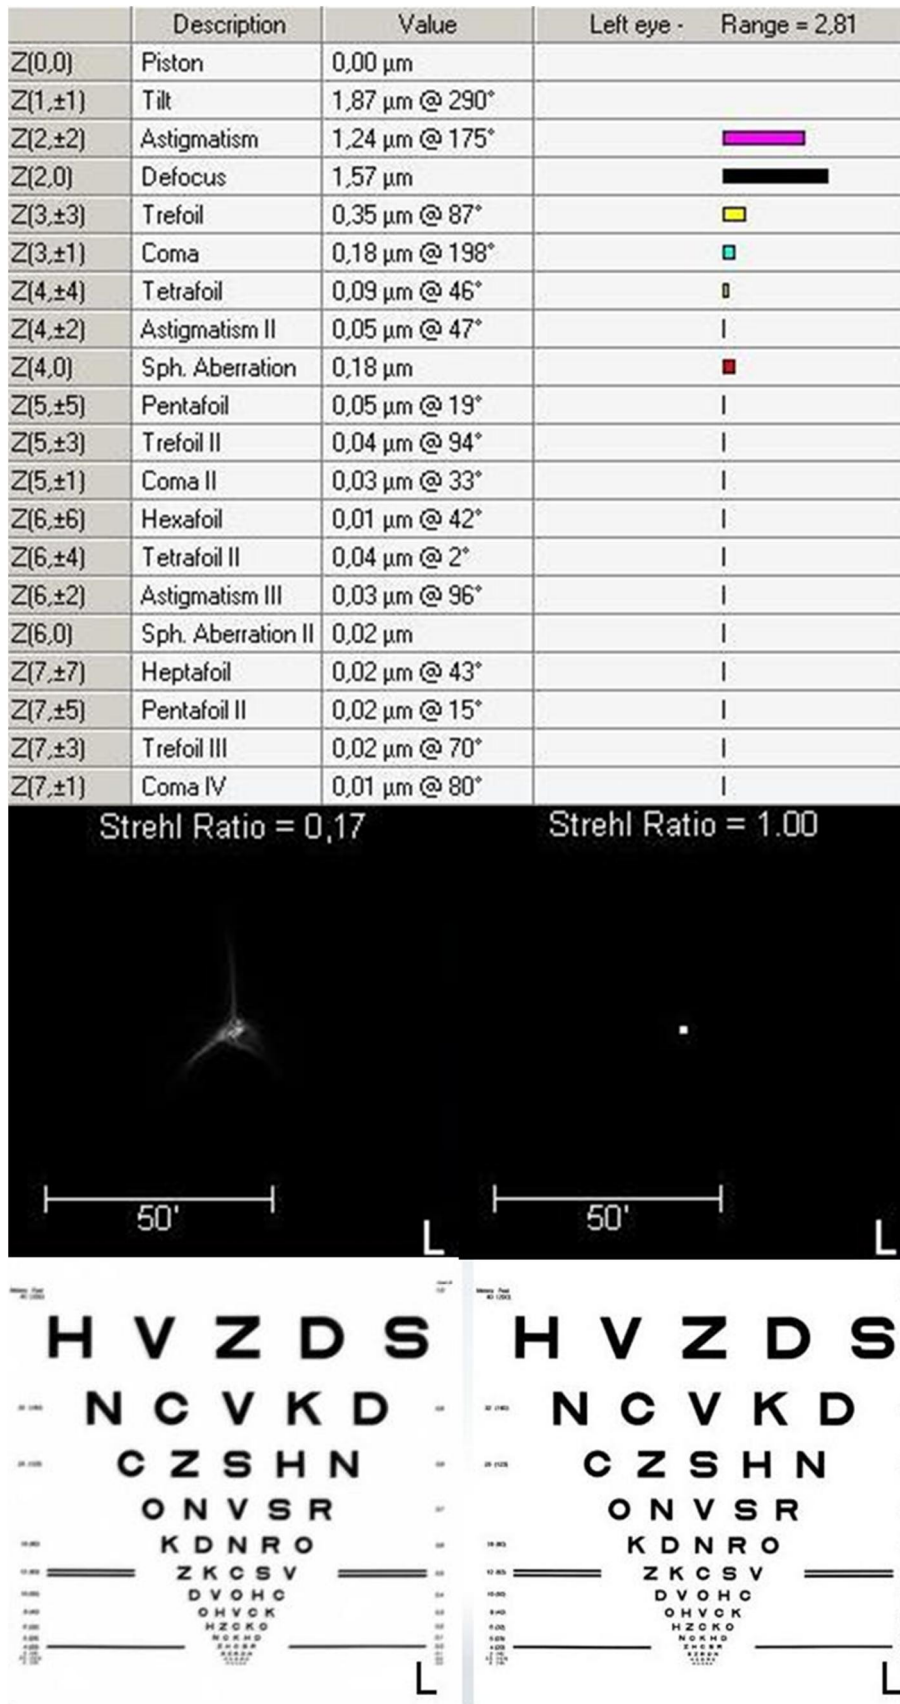 Description Value Left eye - Range = 2,81
Z(0,0) Piston 0,00 µm
Z(1,±1) Tilt 1,87 µm @ 290°
Z(2,±2) Astigmatism 1,24 µm @ 175°
Z(2,0) Defocus 1,57 µm
Z(3,±3) Trefoil 0,35 µm @ 87°
Z(3,±1) Coma 0,18 µm @ 198°
Z(4,±4) Tetrafoil 0,09 µm @ 46°
Z(4,±2) Astigmatism II 0,05 µm @ 47°
Z(4,0) Sph. Aberration 0,18 µm
Z(5,±5) Pentafoil 0,05 µm @ 19°
Z(5,±3) Trefoil II 0,04 µm @ 94°
Z(5,±1) Coma II 0,03 µm @ 33°
Z(6,±6) Hexafoil 0,01 µm @ 42°
Z(6,±4) Tetrafoil II 0,04 µm @ 2°
Z(6,±2) Astigmatism III 0,03 µm @ 96°
Z(6,0) Sph. Aberration II 0,02 µm
Z(7,±7) Heptafoil 0,02 µm @ 43°
Z(7,±5) Pentafoil II 0,02 µm @ 15°
Z(7,±3) Trefoil III 0,02 µm @ 70°
Z(7,±1) Coma IV 0,01 µm @ 80°
Strehl Ratio = 0,17 Strehl Ratio = 1.00
50' 50'
L L
H V Z D S H V Z D S
N C V K D N C V K D
C Z S H N C Z S H N
O N V S R O N V S R
K D N R O K D N R O
Z K C S V Z K C S V
D V O H C D V O H C
O H V C K O H V C K
H Z C K O H Z C K O
N C K H D N C K H D
L L